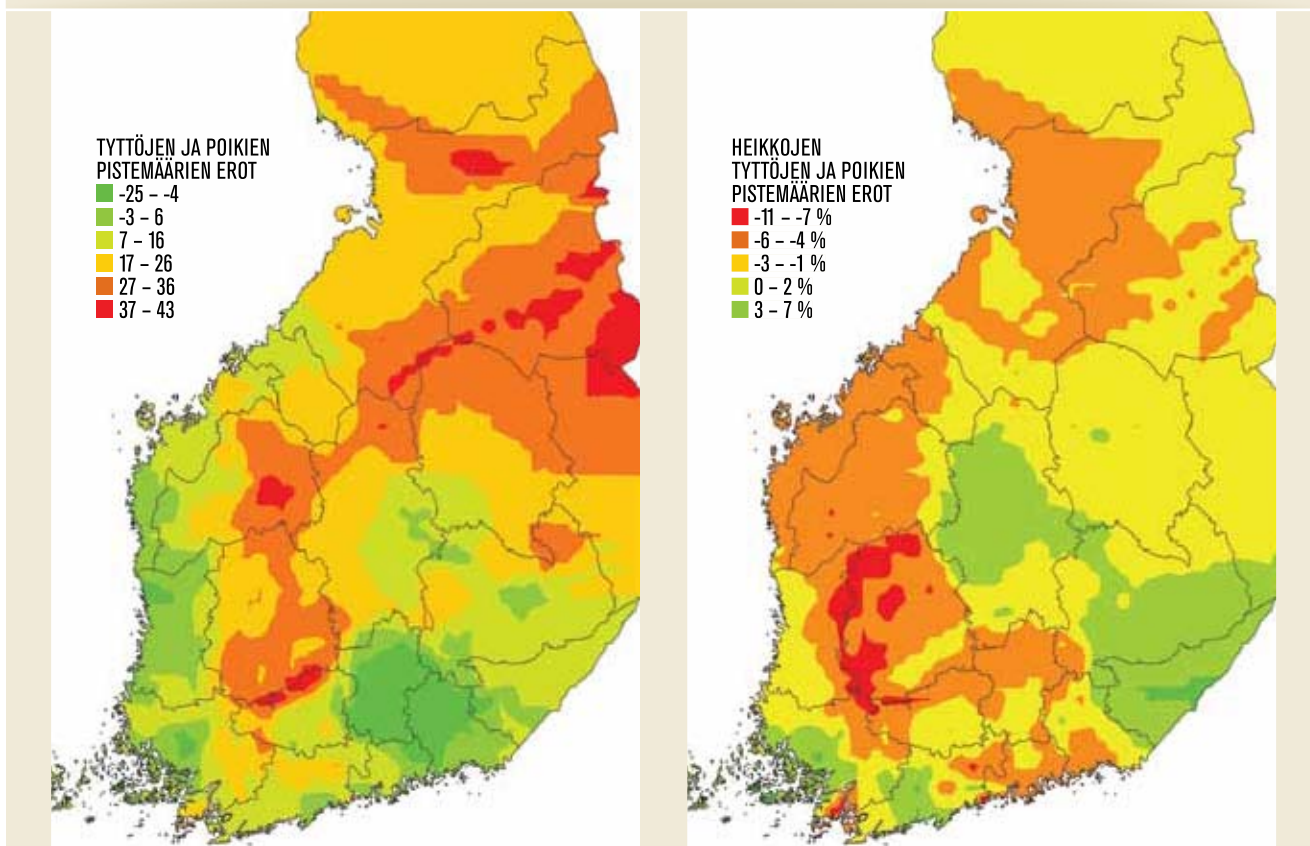 TYTTÖJEN JA POIKIEN
PISTEMÄÄRIEN EROT
-25 – -4
-3 – 6
7 – 16
17 – 26
27 – 36
37 – 43
HEIKKOJEN
TYTTÖJEN JA POIKIEN
PISTEMÄÄRIEN EROT
-11 – -7 %
-6 – -4 %
-3 – -1 %
0 – 2 %
3 – 7 %